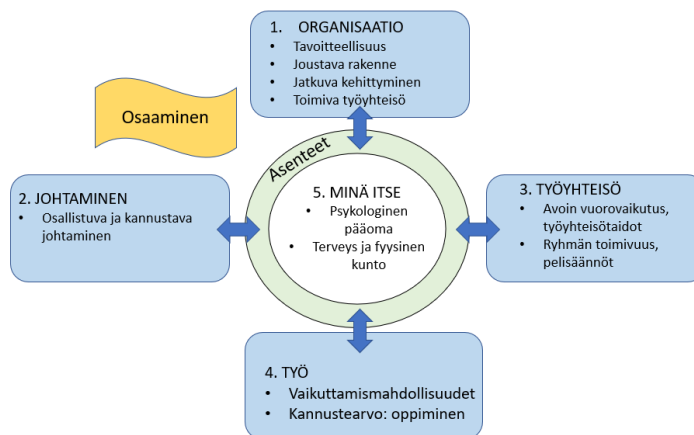 1. ORGANISAATIO
• Tavoitteellisuus
• Joustava rakenne
• Jatkuva kehittyminen
• Toimiva työyhteisö
Osaaminen
Asenteet
2. JOHTAMINEN
• Osallistuva ja kannustava
johtaminen
5. MINÄ ITSE
• Psykologinen
pääoma
• Terveys ja fyysinen
kunto
3. TYÖYHTEISÖ
• Avoin vuorovaikutus,
työyhteisötaidot
• Ryhmän toimivuus,
pelisäännöt
4. TYÖ
• Vaikuttamismahdollisuudet
• Kannustearvo: oppiminen